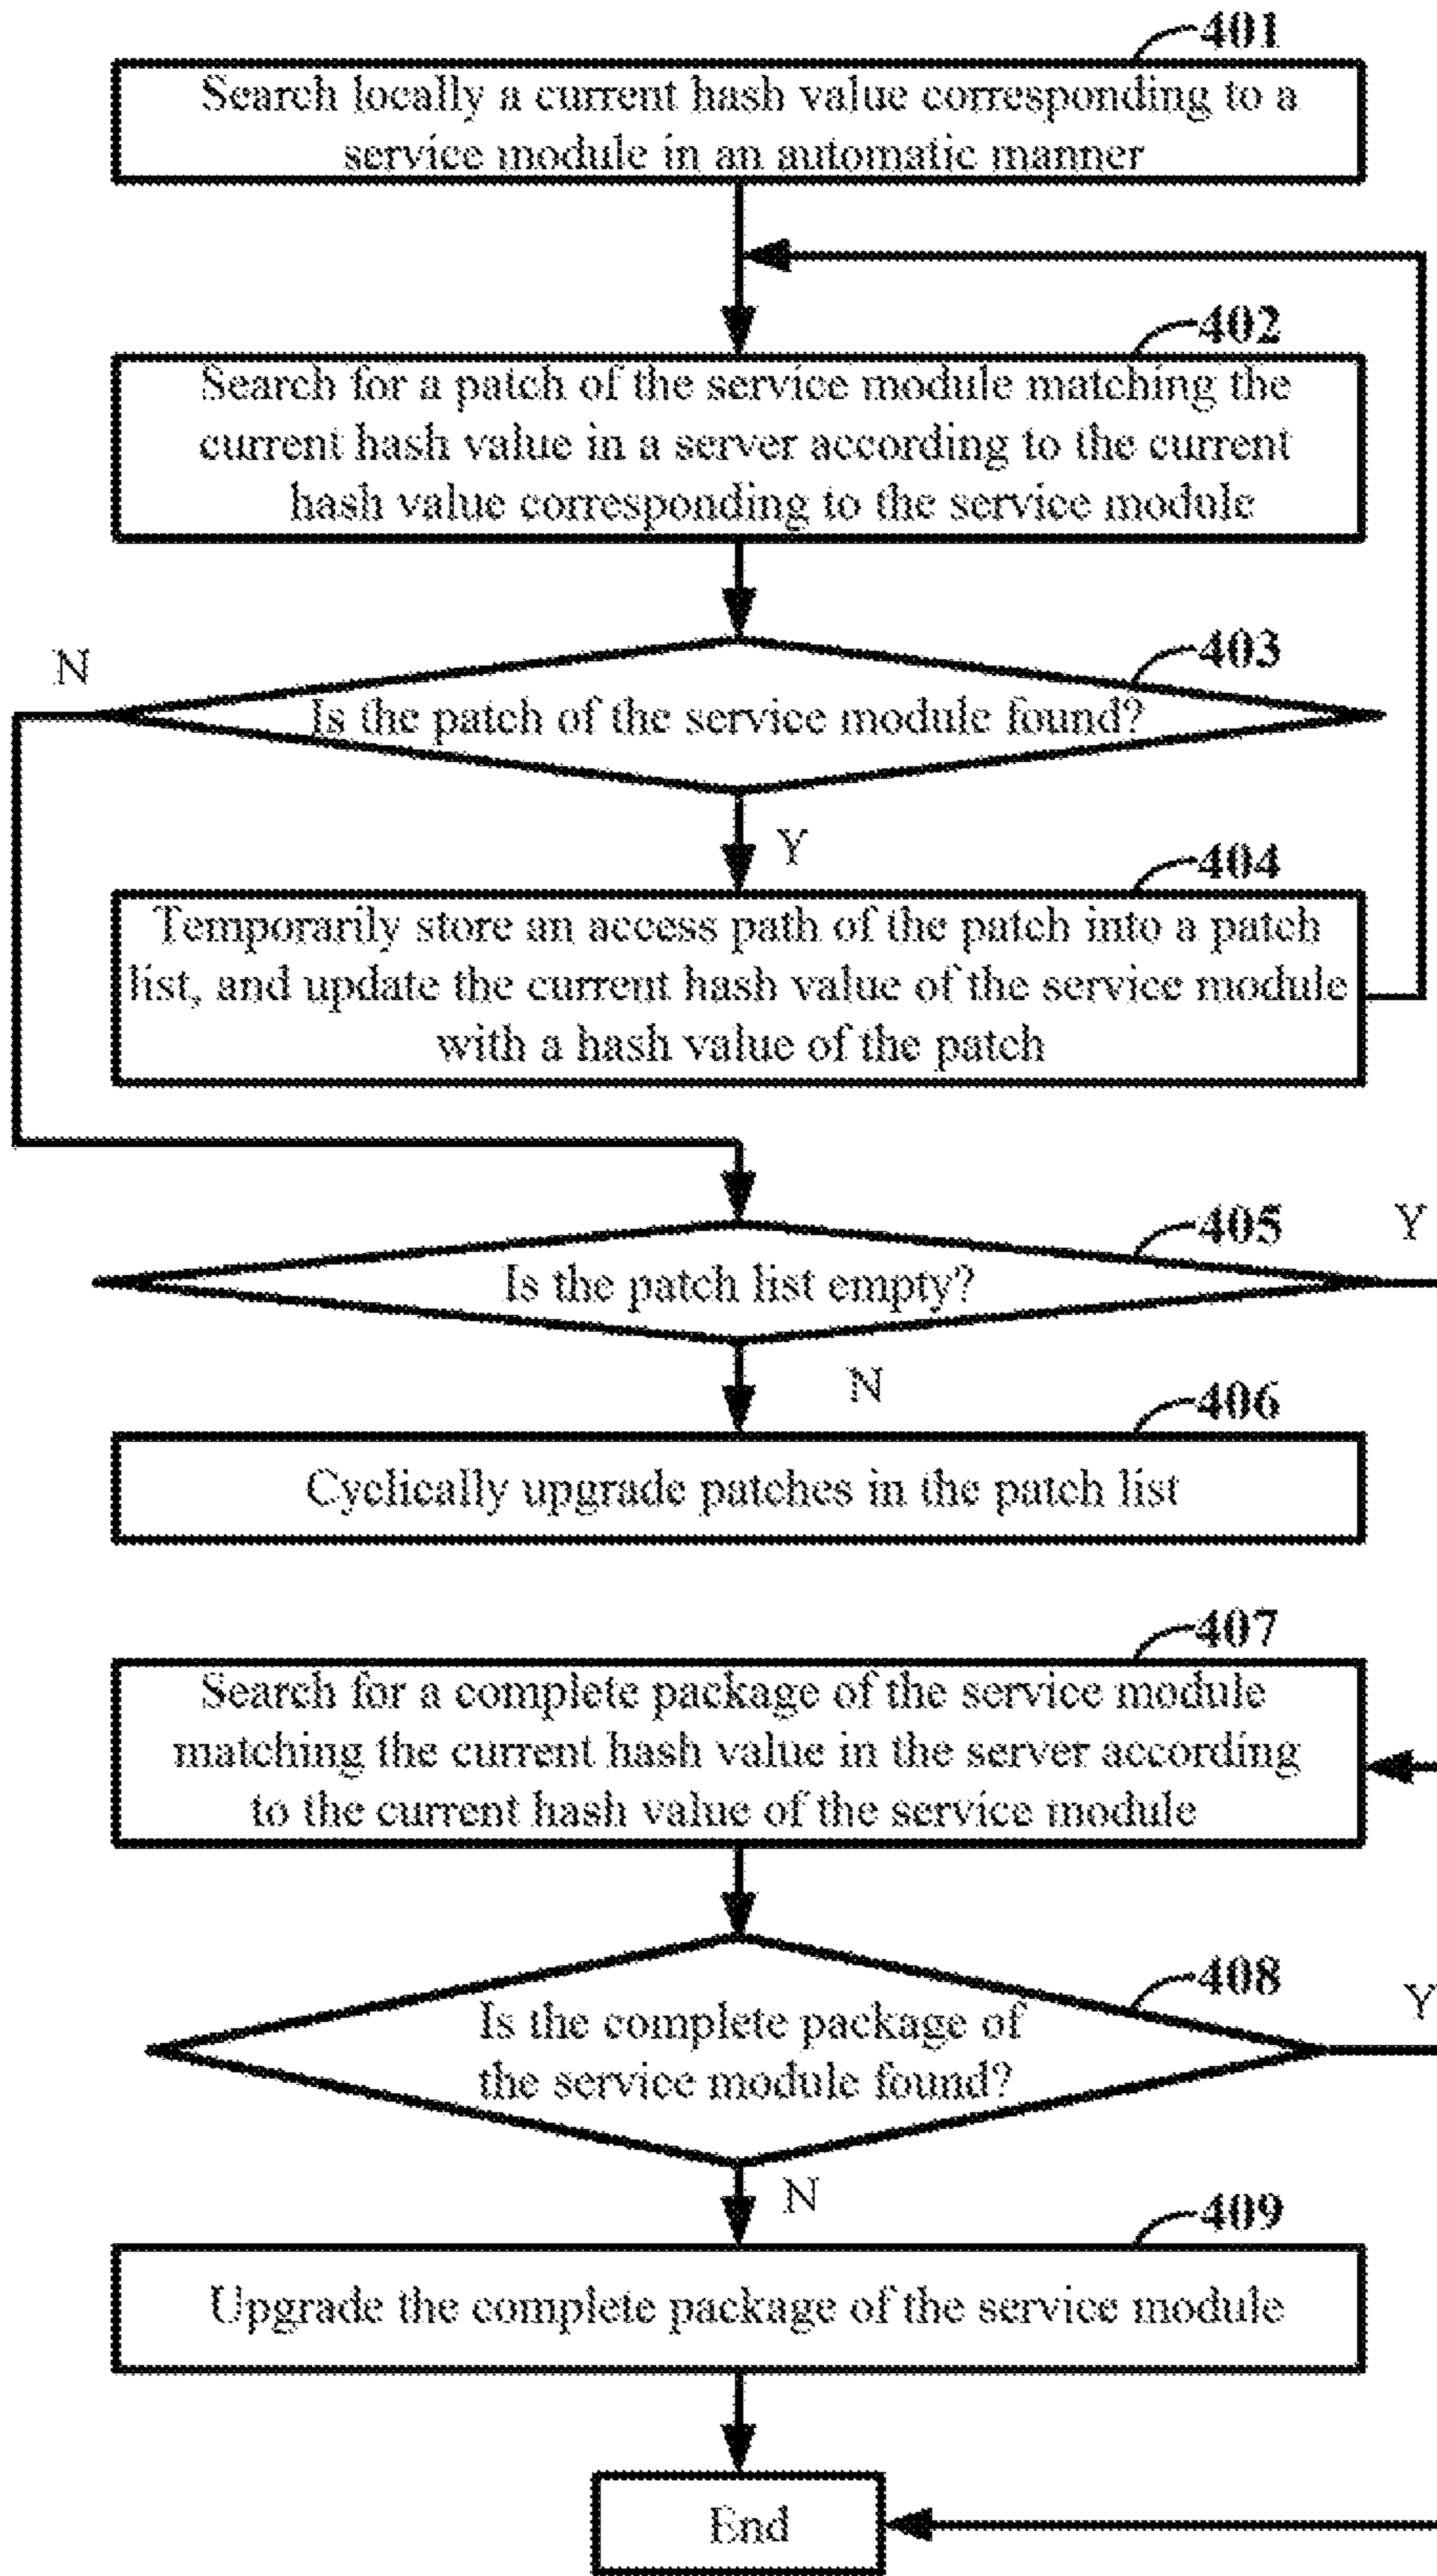 401
Search locally a current hash value corresponding to a
service module in an automatic manner
402
Search for a patch of the service module matching the
current hash value in a server according to the current
hash value corresponding to the service module
403
N
Is the patch of the service module found?
Y
404
Temporarily store an access path of the patch into a patch
list, and update the current hash value of the service module
with a hash value of the patch
405
Y
Is the patch list empty?
N
406
Cyclically upgrade patches in the patch list
407
Search for a complete package of the service module
matching the current hash value in the server according
to the current hash value of the service module
408
Y
Is the complete package of
the service module found?
N
409
Upgrade the complete package of the service module
End